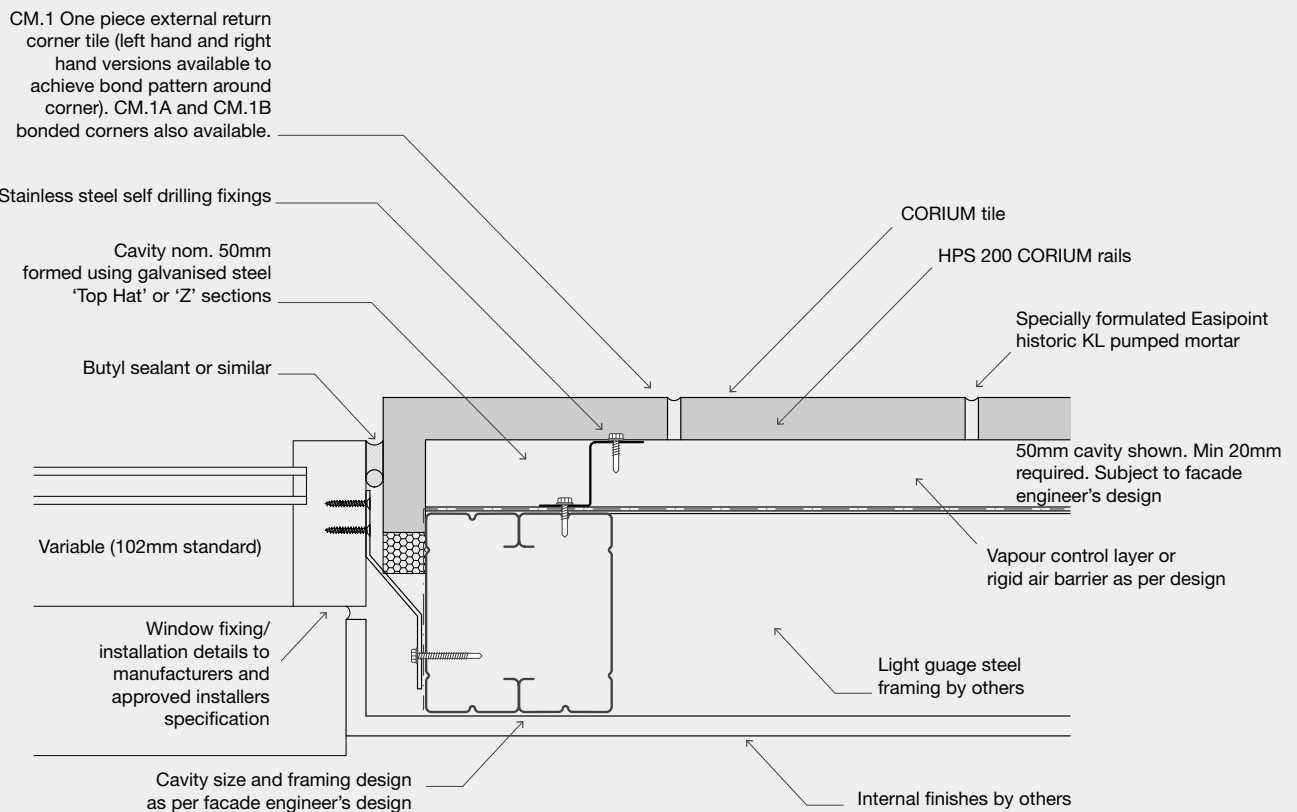 CM.1 One piece external return
corner tile (left hand and right
hand versions available to
achieve bond pattern around
corner). CM.1A and CM.1B
bonded corners also available.
Stainless steel self drilling fixings
Cavity nom. 50mm
formed using galvanised steel
‘Top Hat’ or ‘Z’ sections
Butyl sealant or similar
CORIUM tile
HPS 200 CORIUM rails
Specially formulated Easipoint
historic KL pumped mortar
50mm cavity shown. Min 20mm
required. Subject to facade
engineer’s design
Variable (102mm standard)
Vapour control layer or
rigid air barrier as per design
Window fixing/
installation details to
manufacturers and
approved installers
specification
Light guage steel
framing by others
Cavity size and framing design
as per facade engineer’s design
Internal finishes by others